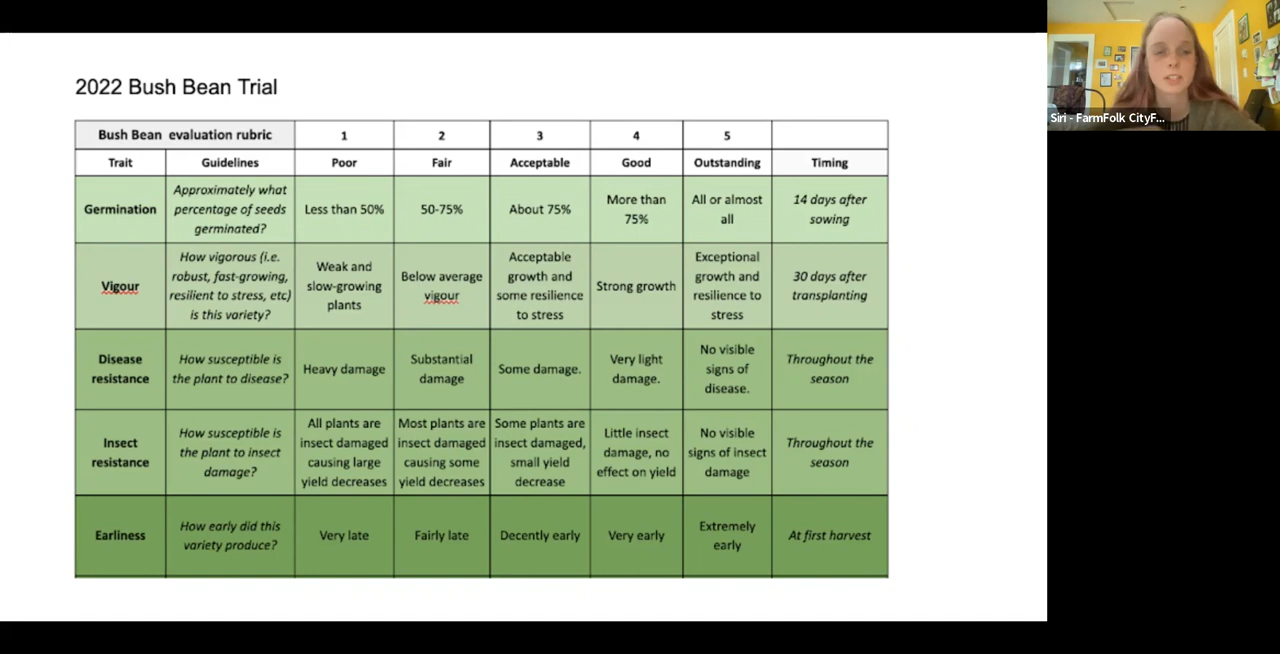 2022 Bush Bean Trial
Siri - FarmFolk CityF...
Bush Bean evaluation rubric 1 2 3 4 5
Trait Guidelines Poor Fair Acceptable Good Outstanding Timing
Germination
Approximately what
percentage of seeds
germinated?
Less than 50%
50-75%
About 75%
More than
75%
All or almost
all
14 days after
sowing
Vigour
How vigorous (i.e.
robust, fast-growing,
resilient to stress, etc)
is this variety?
Weak and
slow-growing
plants
Below average
vigour
Acceptable
growth and
some resilience
to stress
Strong growth
Exceptional
growth and
resilience to
stress
30 days after
transplanting
Disease
resistance
How susceptible is
the plant to disease?
Heavy damage
Substantial
damage
Some damage.
Very light
damage.
No visible
signs of
disease.
Throughout the
season
Insect
resistance
How susceptible is
the plant to insect
damage?
All plants are
insect damaged
causing large
yield decreases
Most plants are
insect damaged
causing some
yield decreases
Some plants are
insect damaged,
small yield
decrease
Little insect
damage, no
effect on yield
No visible
signs of insect
damage
Throughout the
season
Earliness
How early did this
variety produce?
Very late
Fairly late
Decently early
Very early
Extremely
early
At first harvest